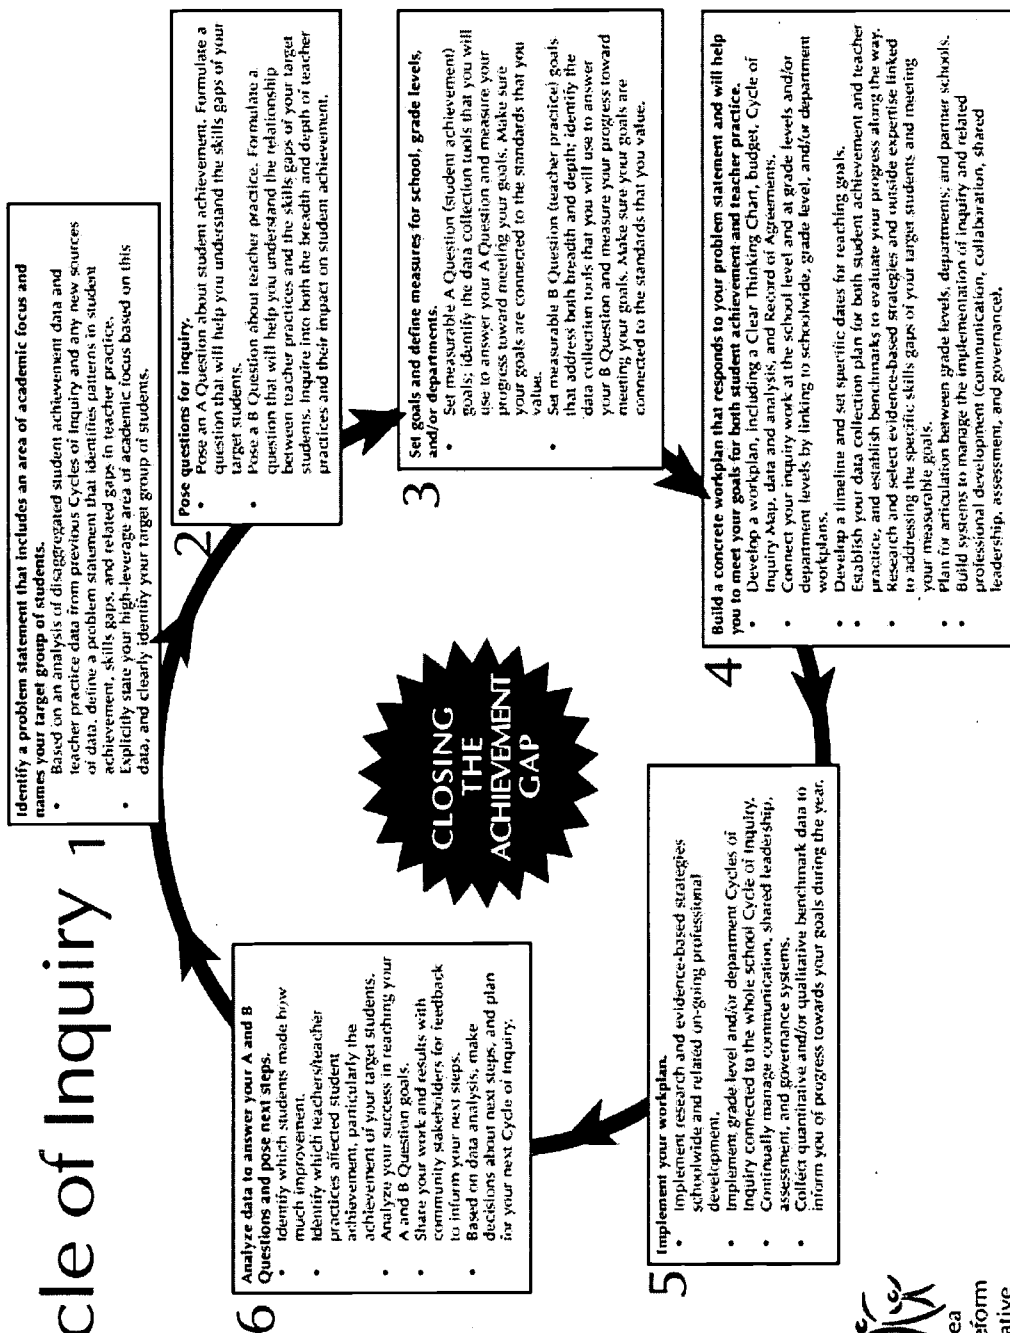 cle of Inquiry
1
Identify a problem statement that includes an area of academic focus and
names your target group of students.
• Based on an analysis of disaggregated student achievement data and
teacher practice data from previous Cycles of Inquiry and any new sources
of data, define a problem statement that identifies patterns in student
achievement, skills gaps, and related gaps in teacher practice.
• Explicitly state your high-leverage area of academic focus based on this
data, and clearly identify your target group of students.
2
Pose questions for inquiry.
• Pose an A Question about student achievement. Formulate a
question that will help you understand the skills gaps of your
target students.
• Pose a B Question about teacher practice. Formulate a
question that will help you understand the relationship
between teacher practices and the skills gaps of your target
students. Inquire into both the breadth and depth of teacher
practices and their impact on student achievement.
3
Set goals and define measures for school, grade levels,
and/or departments.
• Set measurable A Question (student achievement)
goals; identify the data collection tools that you will
use to answer your A Question and measure your
progress toward meeting your goals. Make sure
your goals are connected to the standards that you
value.
• Set measurable B Question (teacher practice) goals
that address both breadth and depth; identify the
data collection tools that you will use to answer
your B Question and measure your progress toward
meeting your goals. Make sure your goals are
connected to the standards that you value.
4
Build a concrete workplan that responds to your problem statement and will help
you to meet your goals for both student achievement and teacher practice.
• Develop a workplan, including a Clear Thinking Chart, budget, Cycle of
Inquiry Map, data and analysis, and Record of Agreements.
• Connect your inquiry work at the school level and at grade levels and/or
department levels by linking to schoolwide, grade level, and/or department
workplans.
• Develop a timeline and set specific dates for reaching goals.
• Establish your data collection plan for both student achievement and teacher
practice, and establish benchmarks to evaluate your progress along the way.
• Research and select evidence-based strategies and outside expertise linked
to addressing the specific skills gaps of your target students and meeting
your measurable goals.
• Plan for articulation between grade levels, departments, and partner schools.
• Build systems to manage the implementation of inquiry and related
professional development (communication, collaboration, shared
leadership, assessment, and governance).
5
Implement your workplan.
• Implement research and evidence-based strategies
schoolwide and related on-going professional
development.
• Implement grade level and/or department Cycles of
Inquiry connected to the whole school Cycle of Inquiry.
• Continually manage communication, shared leadership,
assessment, and governance systems.
• Collect quantitative and/or qualitative benchmark data to
inform you of progress towards your goals during the year.
6
Analyze data to answer your A and B
Questions and pose next steps.
• Identify which students made how
much improvement.
• Identify which teachers/teacher
practices affected student
achievement, particularly the
achievement of your target students.
• Analyze your success in reaching your
A and B Question goals.
• Share your work and results with
community stakeholders for feedback
to inform your next steps.
• Based on data analysis, make
decisions about next steps, and plan
for your next Cycle of Inquiry.
CLOSING
THE
ACHIEVEMENT
GAP
ea
eform
ative